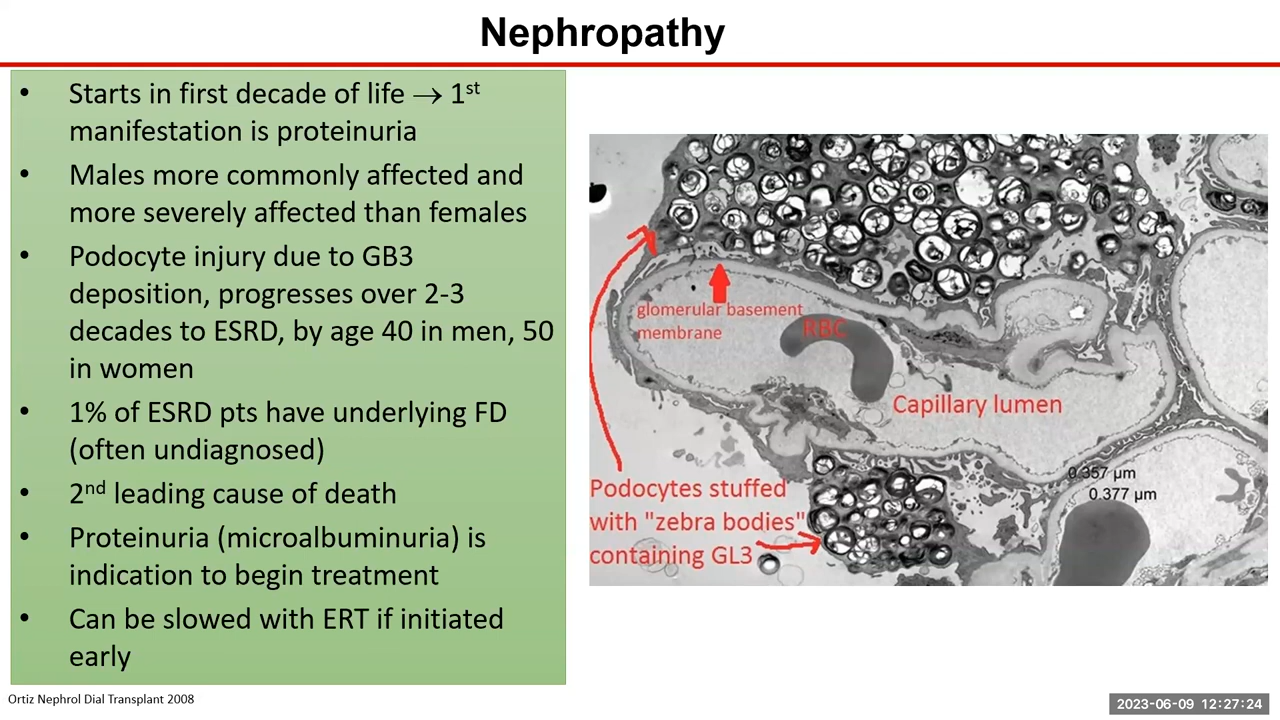 Nephropathy
• Starts in first decade of life → 1st
manifestation is proteinuria
• Males more commonly affected and
more severely affected than females
• Podocyte injury due to GB3
deposition, progresses over 2-3
decades to ESRD, by age 40 in men, 50
in women
• 1% of ESRD pts have underlying FD
(often undiagnosed)
• 2nd leading cause of death
• Proteinuria (microalbuminuria) is
indication to begin treatment
• Can be slowed with ERT if initiated
early
glomerular basement
membrane
RBC
Capillary lumen
0.357 μm
0.377 μm
Podocytes stuffed
with "zebra bodies"
containing GL3
Ortiz Nephrol Dial Transplant 2008
2023-06-09 12:27:24